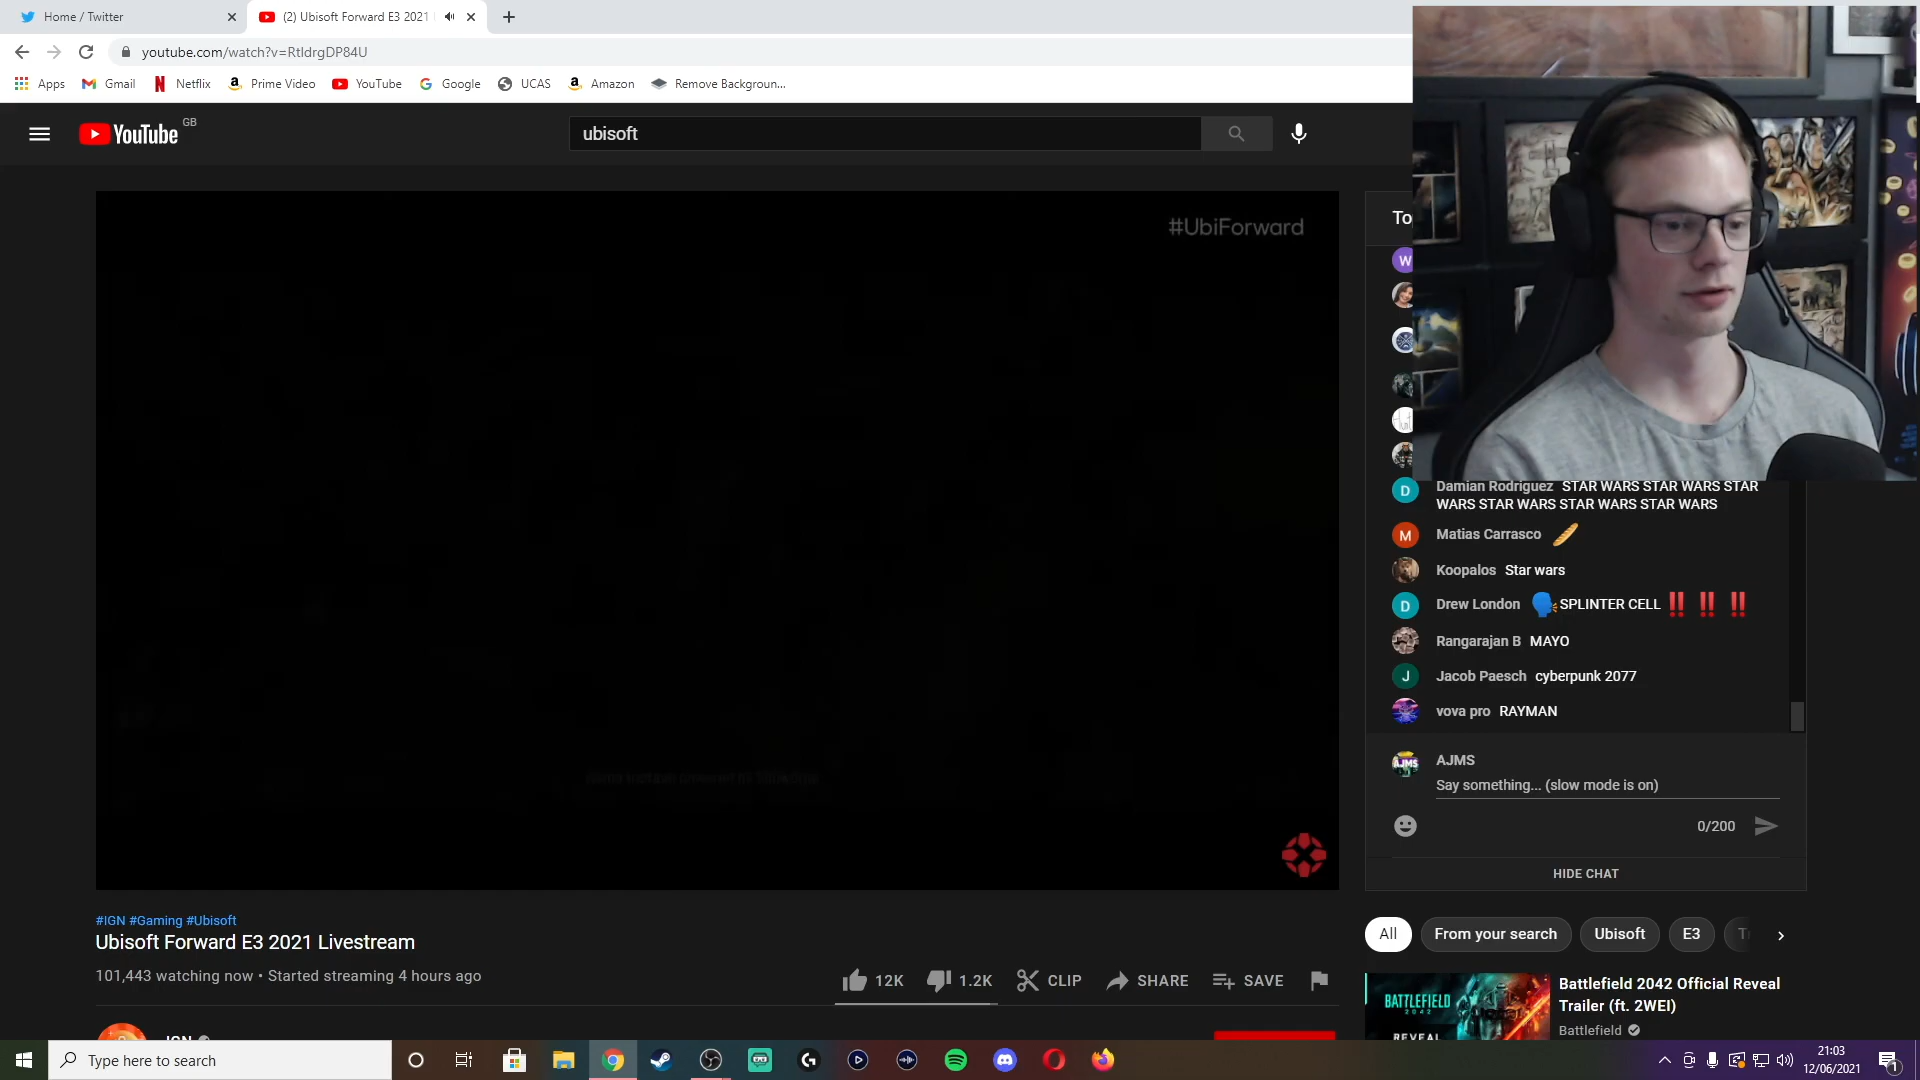 Home / Twitter
(2) Ubisoft Forward E3 2021
youtube.com/watch?v=RtIdrgDP84U
Apps
Gmail
Netflix
Prime Video
YouTube
Google
UCAS
Amazon
Remove Backgroun...
YouTube GB
ubisoft
#UbiForward
To
W
D Damian Rodriguez STAR WARS STAR WARS STAR
WARS STAR WARS STAR WARS STAR WARS
M Matias Carrasco
Koopalos Star wars
D Drew London SPLINTER CELL
Rangarajan B MAYO
J Jacob Paesch cyberpunk 2077
vova pro RAYMAN
AJMS AJMS
Say something... (slow mode is on)
0/200
HIDE CHAT
#IGN #Gaming #Ubisoft
Ubisoft Forward E3 2021 Livestream
101,443 watching now • Started streaming 4 hours ago
12K
1.2K
CLIP
SHARE
SAVE
IGN
All
From your search
Ubisoft
E3
BATTLEFIELD
2042
REVEAL
Battlefield 2042 Official Reveal
Trailer (ft. 2WEI)
Battlefield
Type here to search
21:03
12/06/2021
1